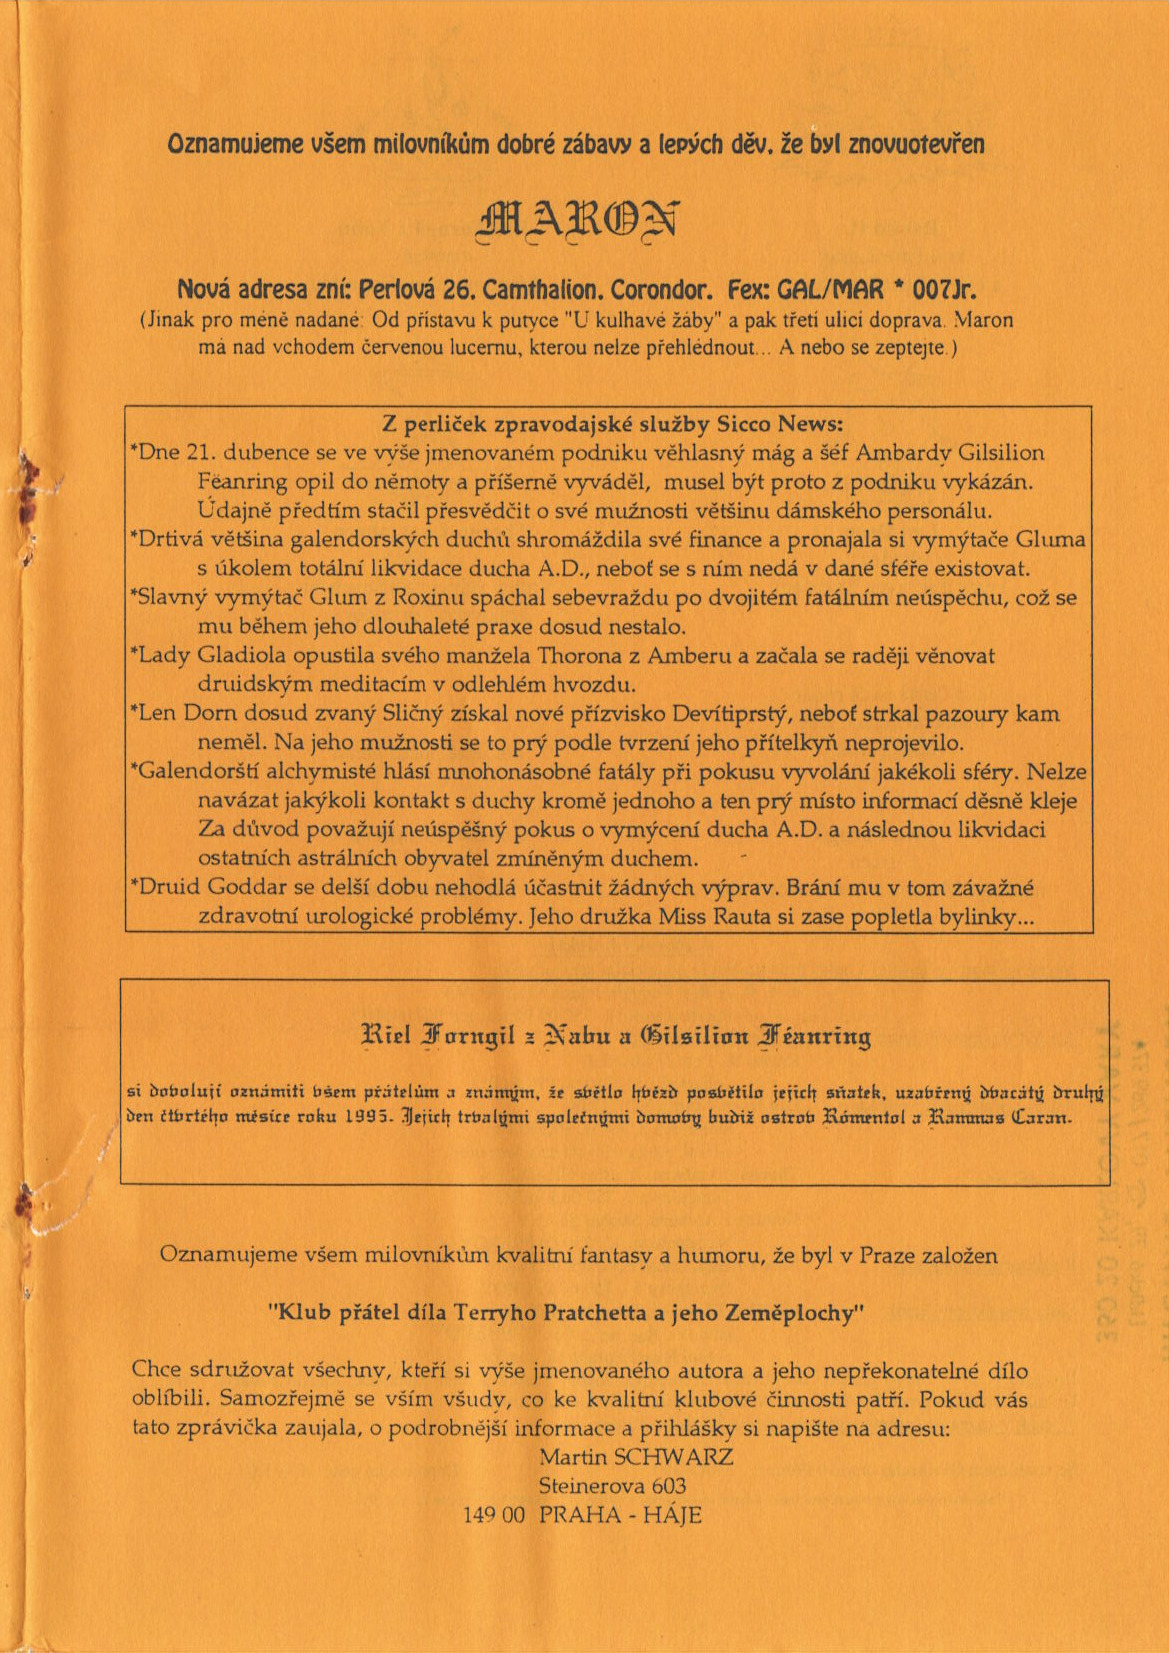 Oznamujeme všem milovníkům dobré zábavy a lepých děv, že byl znovuotevřen
MARON
Nová adresa zní: Perlová 26, Camthalion, Corondor. Fex: GAL/MAR * 007Jr.
(Jinak pro méně nadané: Od přístavu k putyce "U kulhavé žáby" a pak třetí ulicí doprava. Maron
má nad vchodem červenou lucernu, kterou nelze přehlédnout... A nebo se zeptejte.)
Z perliček zpravodajské služby Sicco News:
*Dne 21. dubence se ve výše jmenovaném podniku věhlasný mág a šéf Ambardy Gilsilion
Fëanring opil do němoty a příšerně vyváděl, musel být proto z podniku vykázán.
Údajně předtím stačil přesvědčit o své mužnosti většinu dámského personálu.
*Drtivá většina galendorských duchů shromáždila své finance a pronajala si vymýtače Gluma
s úkolem totální likvidace ducha A.D., neboť se s ním nedá v dané sféře existovat.
*Slavný vymýtač Glum z Roxinu spáchal sebevraždu po dvojitém fatálním neúspěchu, což se
mu během jeho dlouhaleté praxe dosud nestalo.
*Lady Gladiola opustila svého manžela Thorona z Amberu a začala se raději věnovat
druidským meditacím v odlehlém hvozdu.
*Len Dorn dosud zvaný Sličný získal nové přízvisko Devítiprstý, neboť strkal pazoury kam
neměl. Na jeho mužnosti se to prý podle tvrzení jeho přítelkyň neprojevilo.
*Galendorští alchymisté hlásí mnohonásobné fatály při pokusu vyvolání jakékoli sféry. Nelze
navázat jakýkoli kontakt s duchy kromě jednoho a ten prý místo informací děsně kleje
Za důvod považují neúspěšný pokus o vymýcení ducha A.D. a následnou likvidaci
ostatních astrálních obyvatel zmíněným duchem.
*Druid Goddar se delší dobu nehodlá účastnit žádných výprav. Brání mu v tom závažné
zdravotní urologické problémy. Jeho družka Miss Rauta si zase popletla bylinky...
Riel Forngil z Nabu a Gilsilion Fëanring
si dovolují oznámiti všem přátelům a známým, že světlo hvězd posvětilo jejich sňatek, uzavřený dvacátý druhý
den čtvrtého měsíce roku 1995. Jejich trvalými společnými domovy budiž ostrov Rómentol a Rammas Caran.
Oznamujeme všem milovníkům kvalitní fantasy a humoru, že byl v Praze založen
"Klub přátel díla Terryho Pratchetta a jeho Zeměplochy"
Chce sdružovat všechny, kteří si výše jmenovaného autora a jeho nepřekonatelné dílo
oblíbili. Samozřejmě se vším všudy, co ke kvalitní klubové činnosti patří. Pokud vás
tato zprávička zaujala, o podrobnější informace a přihlášky si napište na adresu:
Martin SCHWARZ
Steinerova 603
149 00 PRAHA - HÁJE